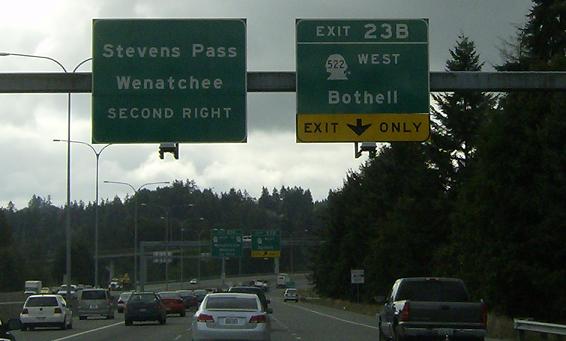 Stevens Pass
Wenatchee
SECOND RIGHT
EXIT 23B
522 WEST
Bothell
EXIT ONLY